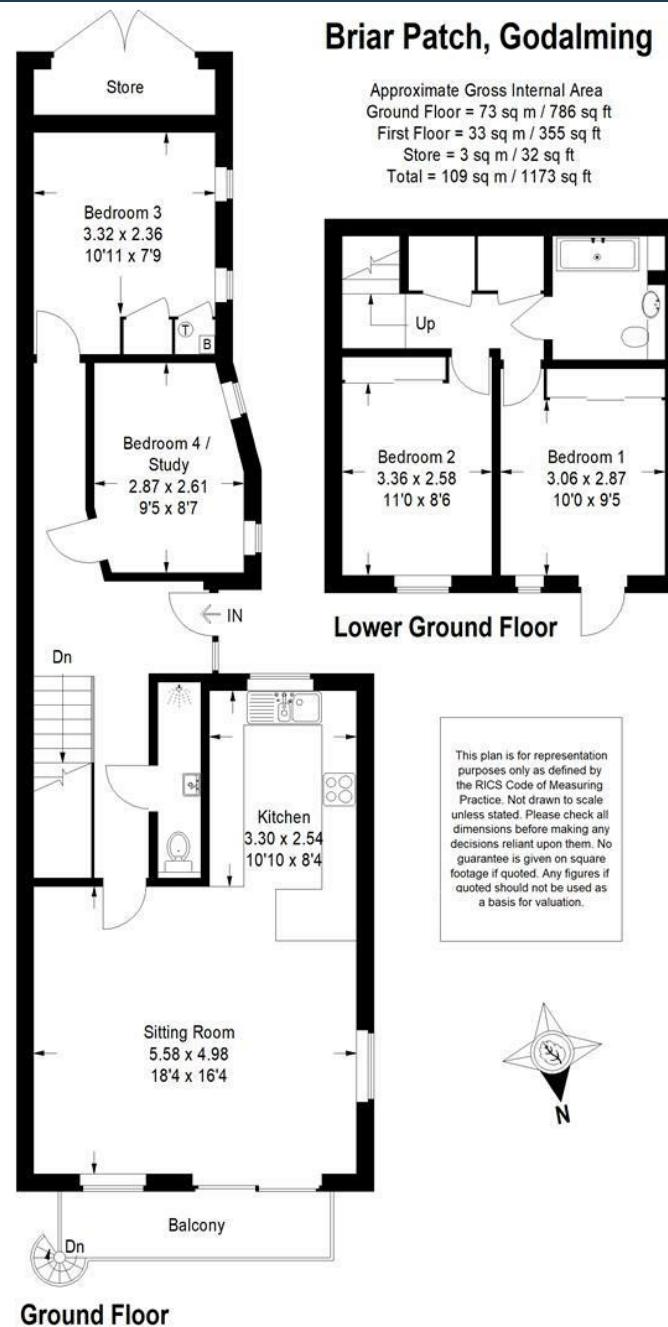 Briar Patch, Godalming
Approximate Gross Internal Area
Ground Floor = 73 sq m / 786 sq ft
First Floor = 33 sq m / 355 sq ft
Store = 3 sq m / 32 sq ft
Total = 109 sq m / 1173 sq ft
Store
Bedroom 3
3.32 x 2.36
10'11 x 7'9
T
B
Bedroom 4 /
Study
2.87 x 2.61
9'5 x 8'7
IN
Dn
Kitchen
3.30 x 2.54
10'10 x 8'4
Sitting Room
5.58 x 4.98
18'4 x 16'4
Balcony
Dn
Ground Floor
Up
Bedroom 2
3.36 x 2.58
11'0 x 8'6
Bedroom 1
3.06 x 2.87
10'0 x 9'5
Lower Ground Floor
This plan is for representation
purposes only as defined by
the RICS Code of Measuring
Practice. Not drawn to scale
unless stated. Please check all
dimensions before making any
decisions reliant upon them. No
guarantee is given on square
footage if quoted. Any figures if
quoted should not be used as
a basis for valuation.
N